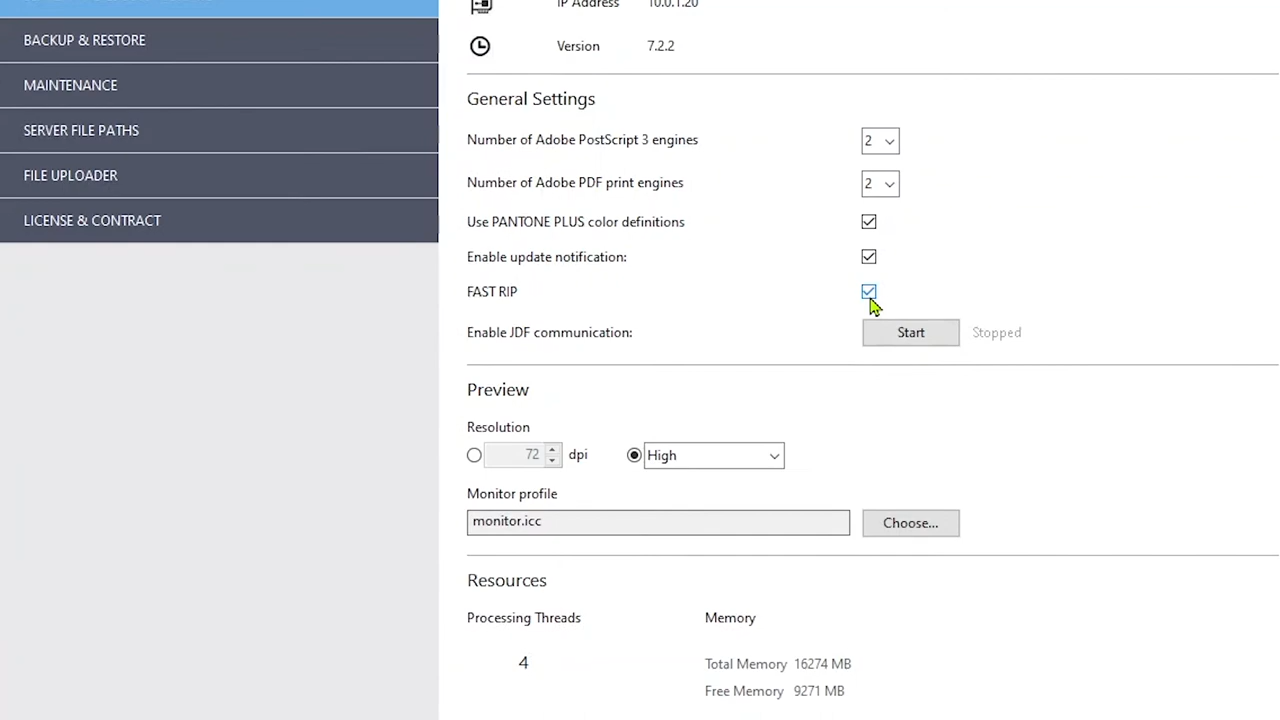 IP Address 10.0.1.20
BACKUP & RESTORE
Version 7.2.2
MAINTENANCE
SERVER FILE PATHS
FILE UPLOADER
LICENSE & CONTRACT
General Settings
Number of Adobe PostScript 3 engines 2
Number of Adobe PDF print engines 2
Use PANTONE PLUS color definitions
Enable update notification:
FAST RIP
Enable JDF communication: Start Stopped
Preview
Resolution
72 dpi High
Monitor profile
monitor.icc Choose...
Resources
Processing Threads Memory
4 Total Memory 16274 MB
Free Memory 9271 MB